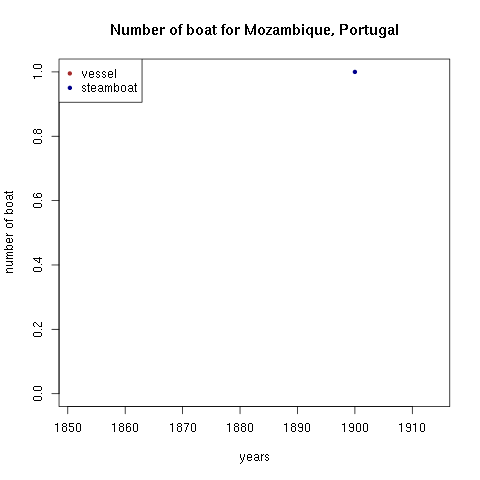 Number of boat for Mozambique, Portugal
vessel
steamboat
number of boat
1.0
0.8
0.6
0.4
0.2
0.0
1850 1860 1870 1880 1890 1900 1910
years